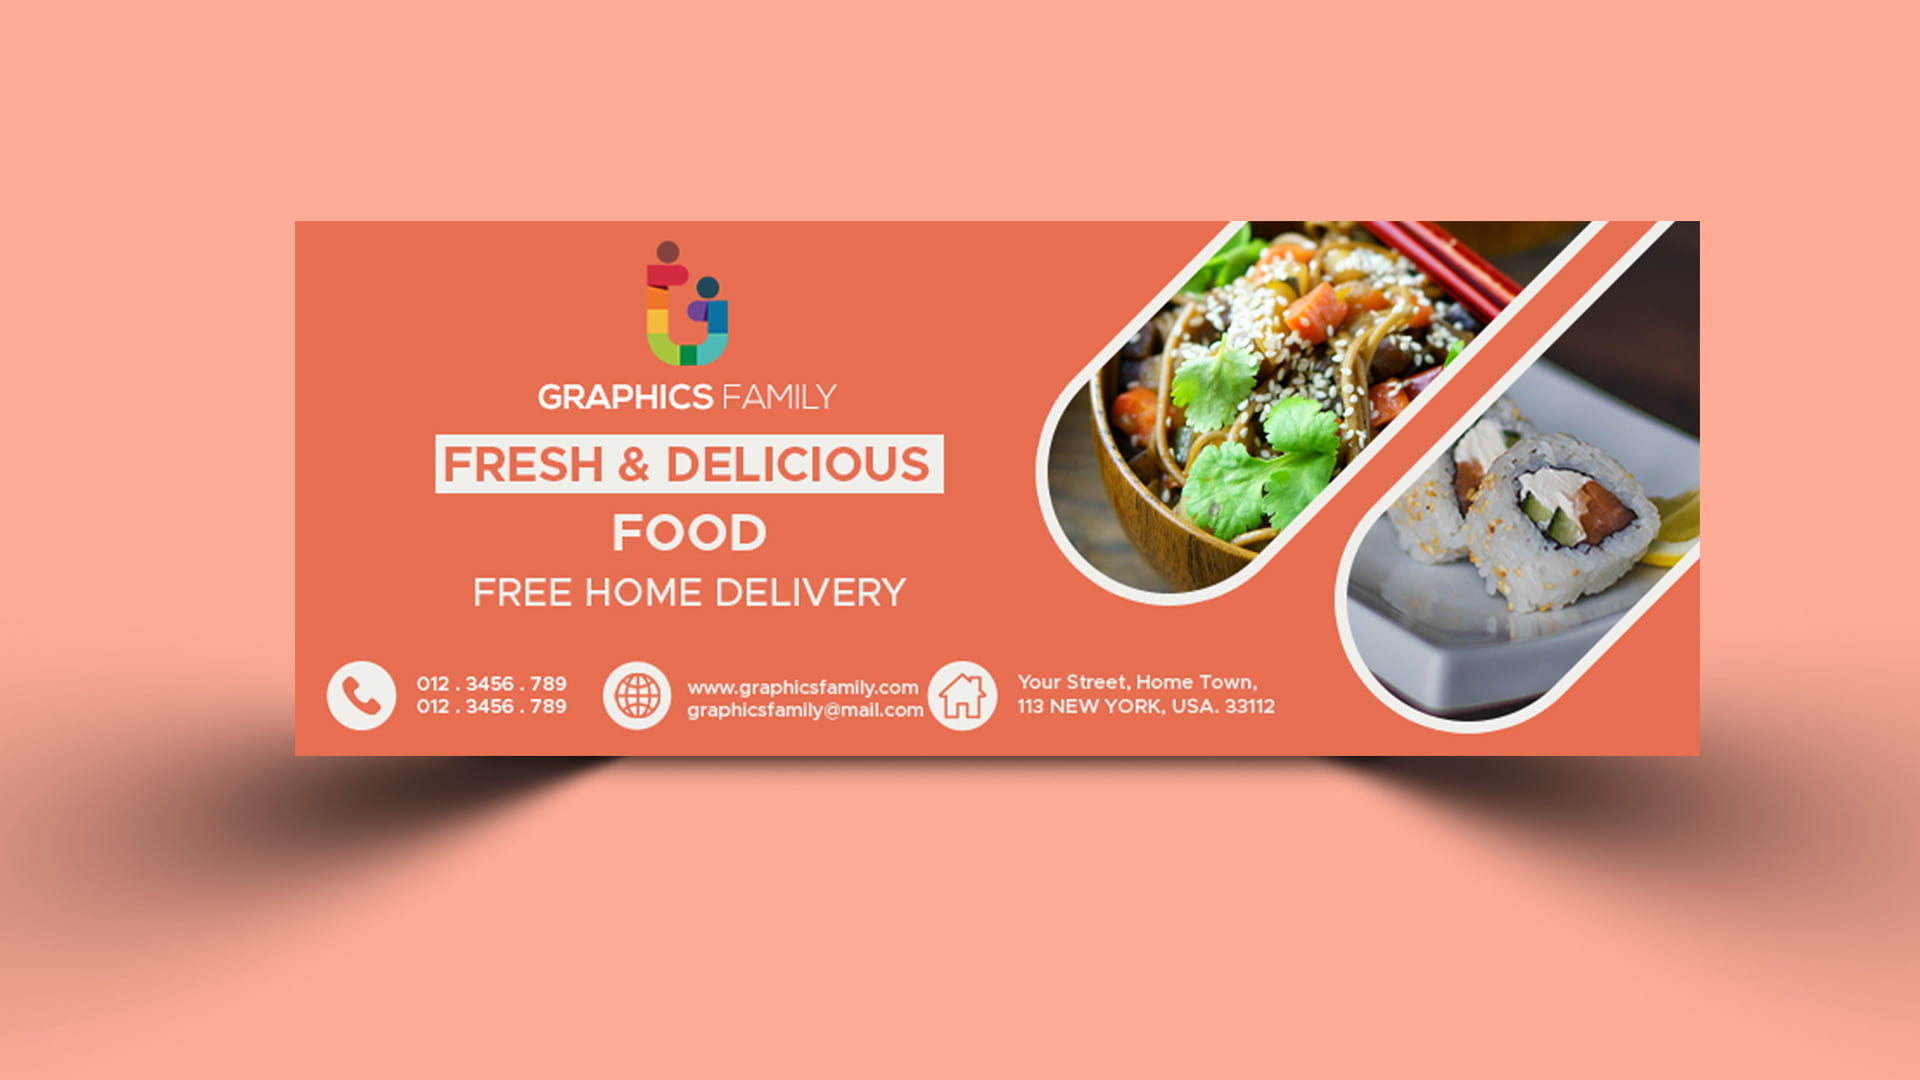 GRAPHICS FAMILY
FRESH & DELICIOUS
FOOD
FREE HOME DELIVERY
012 . 3456 . 789
012 . 3456 . 789
www.graphicsfamily.com
graphicsfamily@mail.com
Your Street, Home Town,
113 NEW YORK, USA. 33112